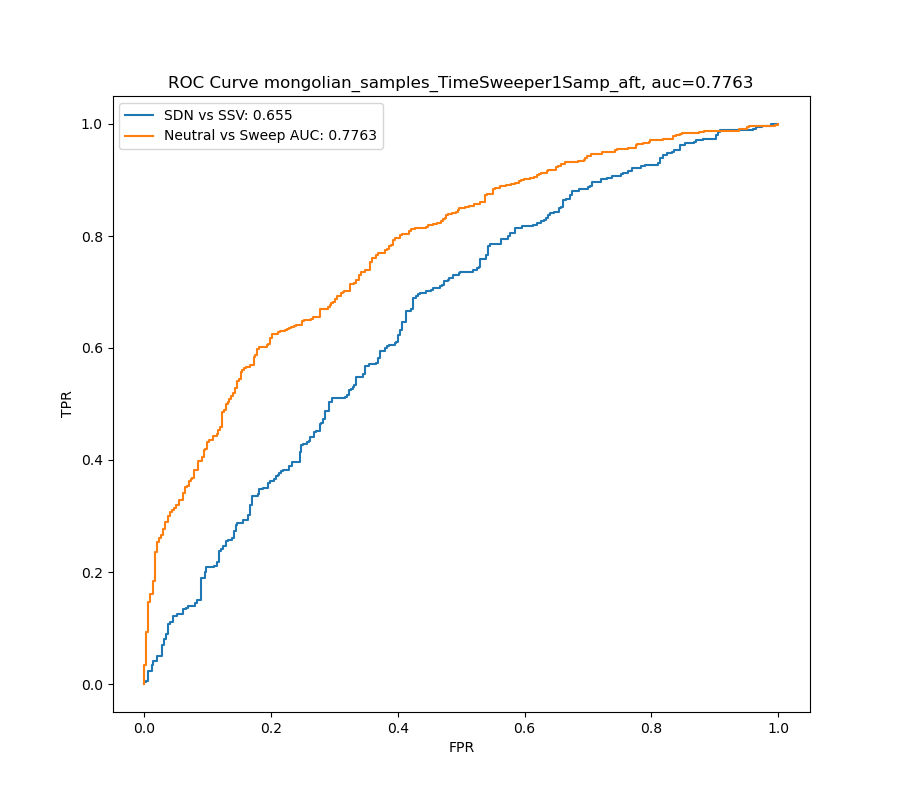 ROC Curve mongolian_samples_TimeSweeper1Samp_aft, auc=0.7763
SDN vs SSV: 0.655
Neutral vs Sweep AUC: 0.7763
1.0
0.8
0.6
0.4
0.2
0.0
TPR
0.0 0.2 0.4 0.6 0.8 1.0
FPR